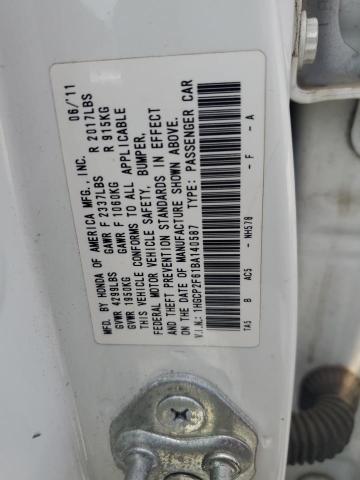 MFD. BY HONDA OF AMERICA MFG., INC. 06/'11
GVWR 4299LBS GAWR F 2337LBS R 2017LBS
GVWR 1950KG GAWR F 1060KG R 915KG
THIS VEHICLE CONFORMS TO ALL APPLICABLE
FEDERAL MOTOR VEHICLE SAFETY, BUMPER,
AND THEFT PREVENTION STANDARDS IN EFFECT
ON THE DATE OF MANUFACTURE SHOWN ABOVE.
V.I.N.: 1HGCP2F61BA140587 TYPE: PASSENGER CAR
TA5 B AC5 - NH578 - F - A